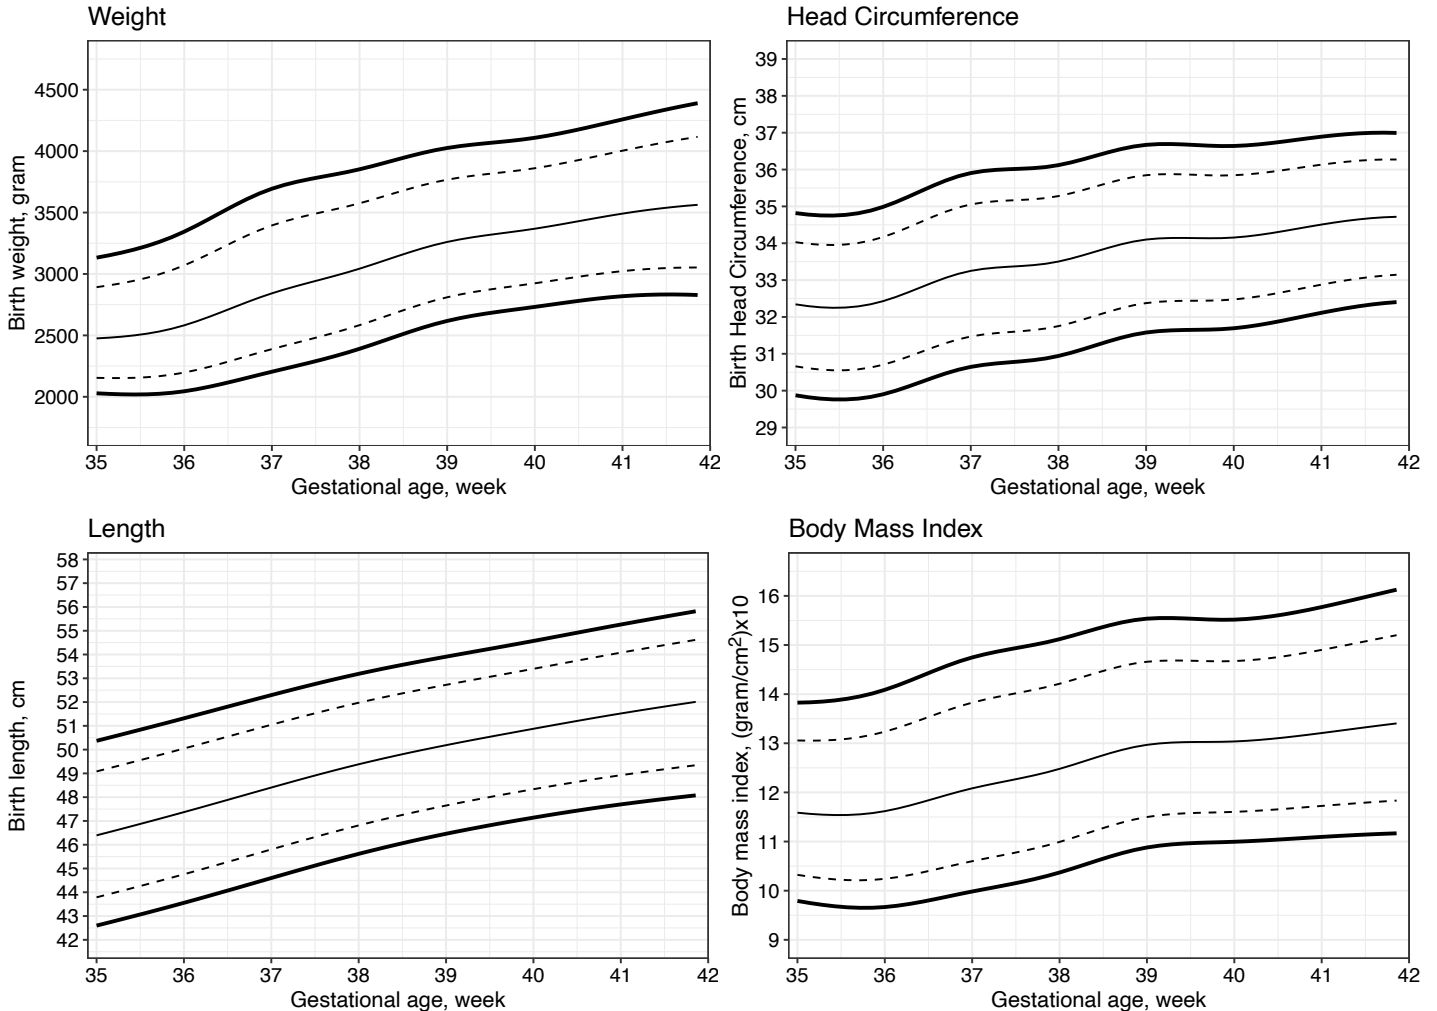 Weight
Birth weight, gram
4500
4000
3500
3000
2500
2000
35 36 37 38 39 40 41 42
Gestational age, week
Head Circumference
Birth Head Circumference, cm
39
38
37
36
35
34
33
32
31
30
29
35 36 37 38 39 40 41 42
Gestational age, week
Length
Birth length, cm
58
57
56
55
54
53
52
51
50
49
48
47
46
45
44
43
42
35 36 37 38 39 40 41 42
Gestational age, week
Body Mass Index
Body mass index, (gram/cm²)x10
16
15
14
13
12
11
10
9
35 36 37 38 39 40 41 42
Gestational age, week